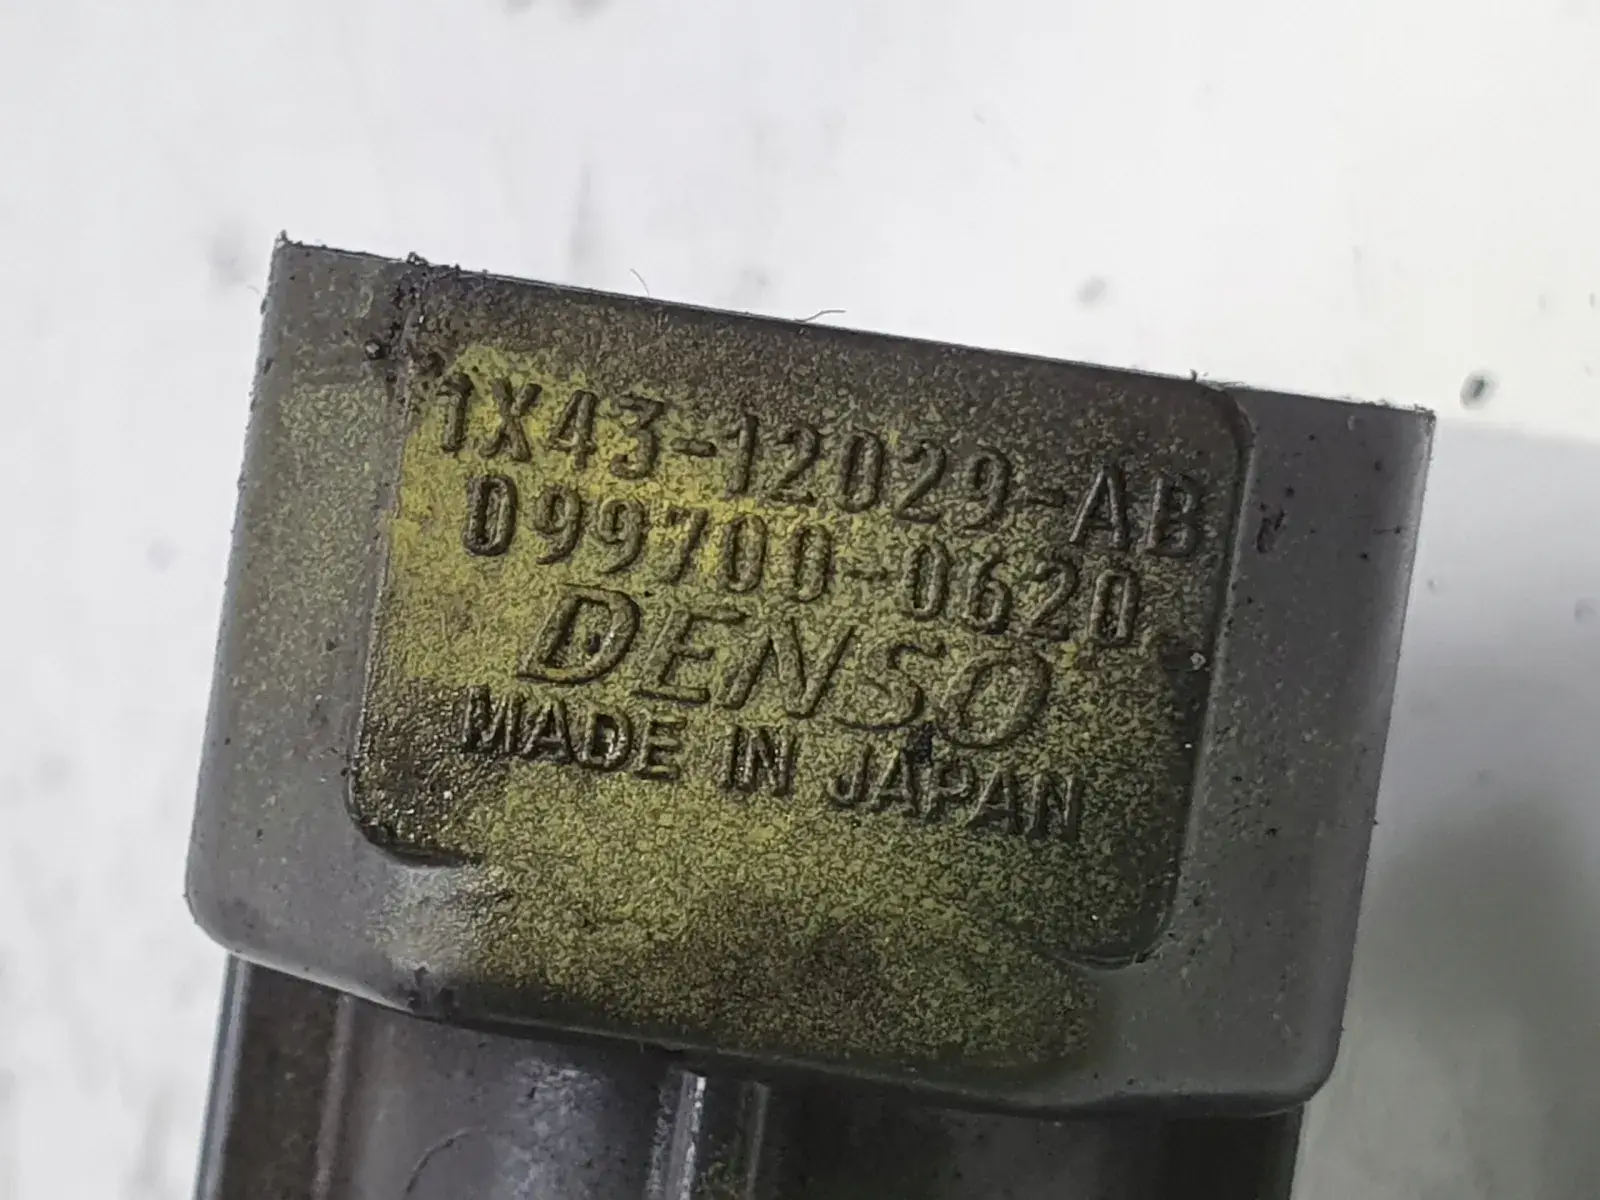 1X43-12029-AB
099700-0620
DENSO
MADE IN JAPAN